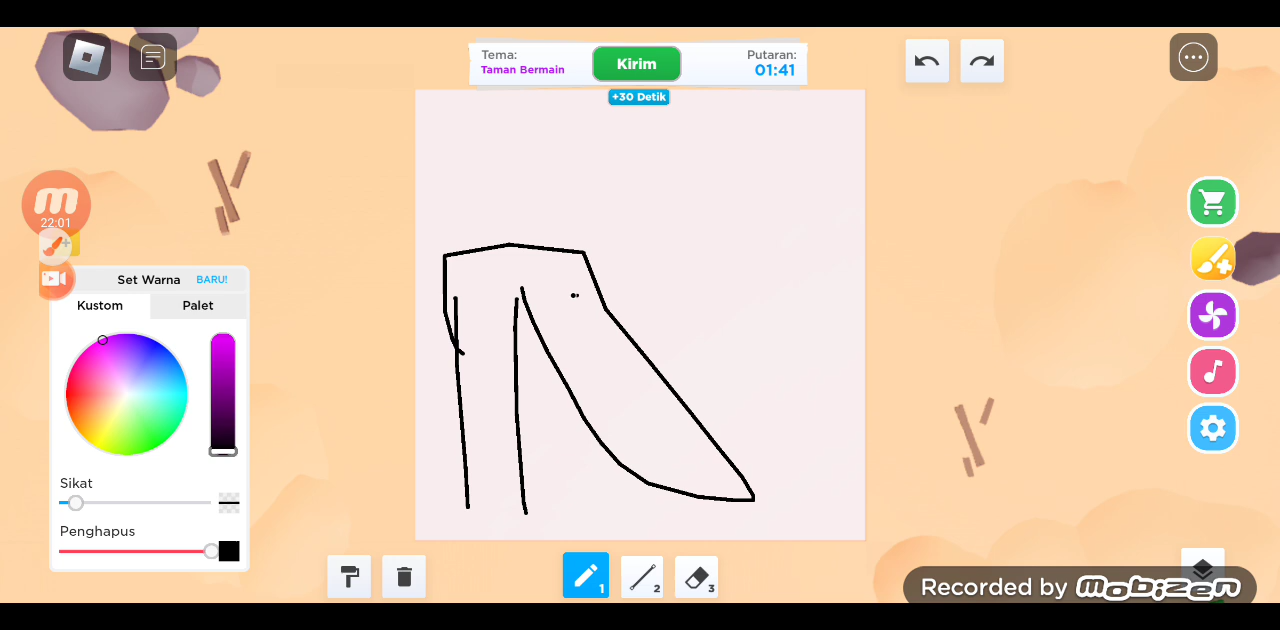 Tema:
Taman Bermain
Kirim
Putaran:
01:41
+30 Detik
22:01
Set Warna BARU!
Kustom Palet
Sikat
Penghapus
1
2
3
Recorded by mobizen